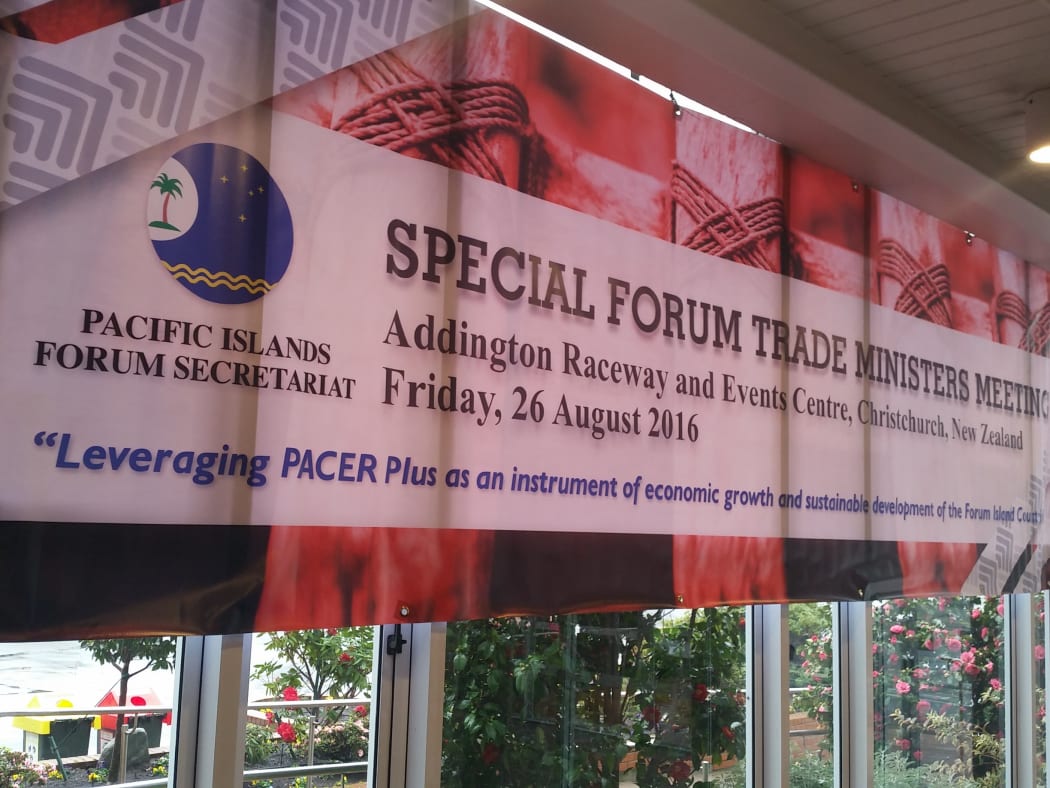 PACIFIC ISLANDS
FORUM SECRETARIAT
SPECIAL FORUM TRADE MINISTERS MEETING
Addington Raceway and Events Centre, Christchurch, New Zealand
Friday, 26 August 2016
“Leveraging PACER Plus as an instrument of economic growth and sustainable development of the Forum Island